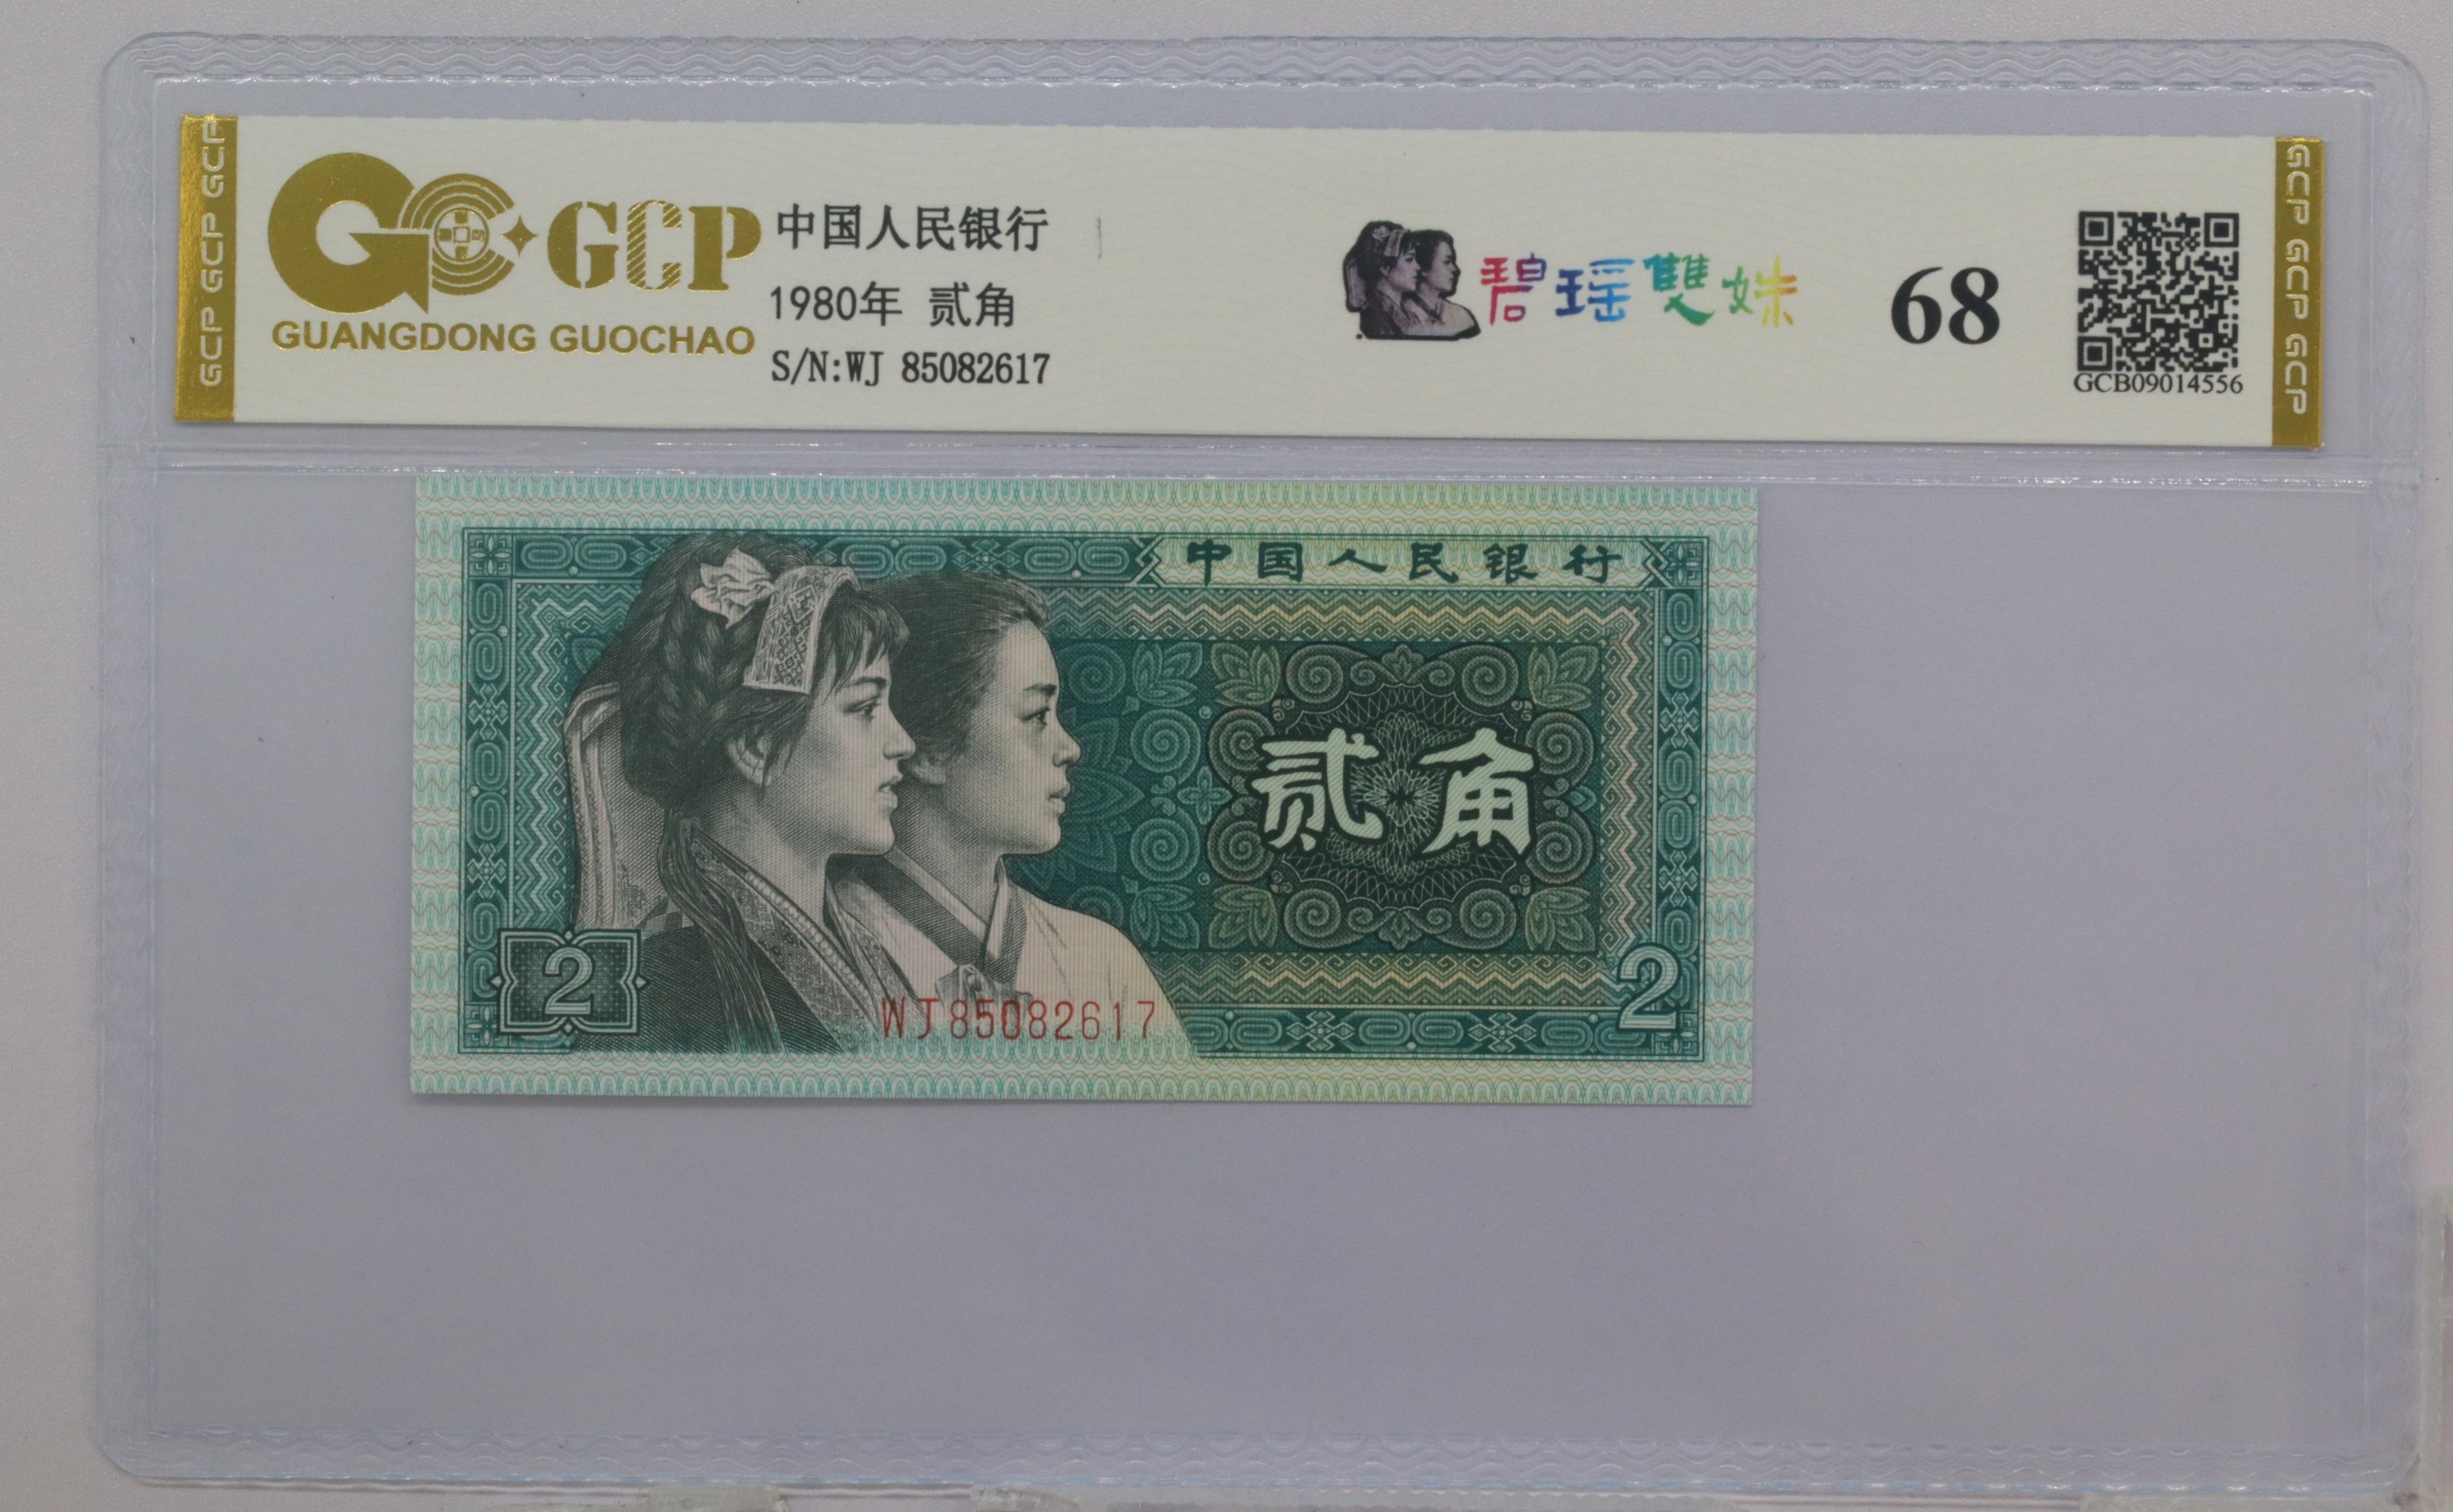 GCP GCP GCP
GCP
GUANGDONG GUOCHAO
中国人民银行
1980年 贰角
S/N:WJ 85082617
碧瑶雙姝
68
GCB09014556
GCP GCP GCP
中国人民银行
贰角
2
WJ85082617
2